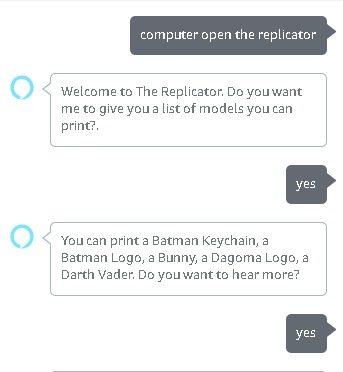 computer open the replicator
Welcome to The Replicator. Do you want
me to give you a list of models you can
print?.
yes
You can print a Batman Keychain, a
Batman Logo, a Bunny, a Dagoma Logo, a
Darth Vader. Do you want to hear more?
yes